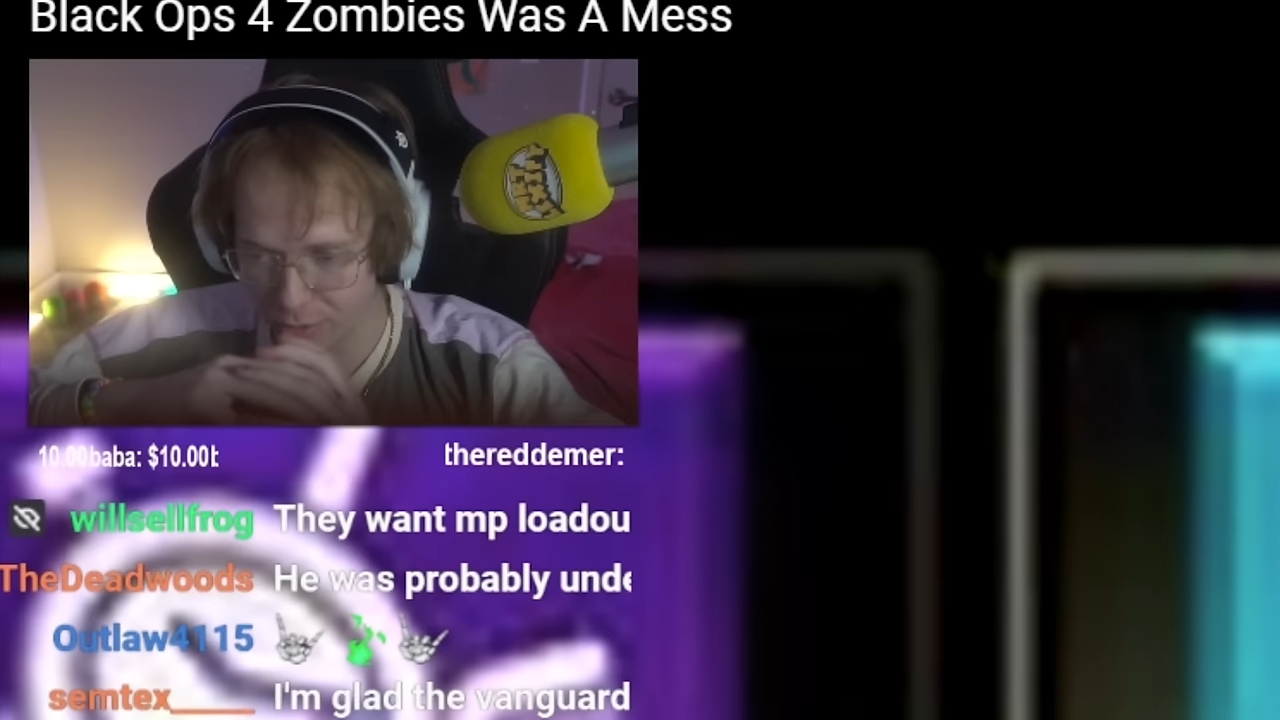 Black Ops 4 Zombies Was A Mess
10.00baba: $10.00t
thereddemer:
willsellfrog They want mp loadou
TheDeadwoods He was probably unde
Outlaw4115
semtex_____ I'm glad the vanguard